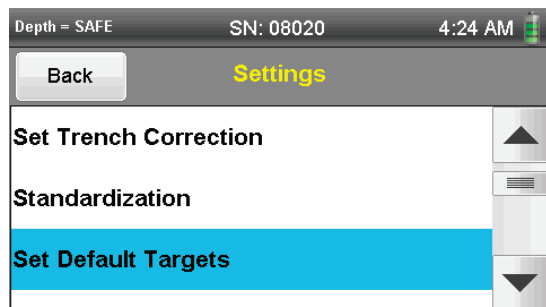 Depth = SAFE SN: 08020 4:24 AM
Back Settings
Set Trench Correction
Standardization
Set Default Targets